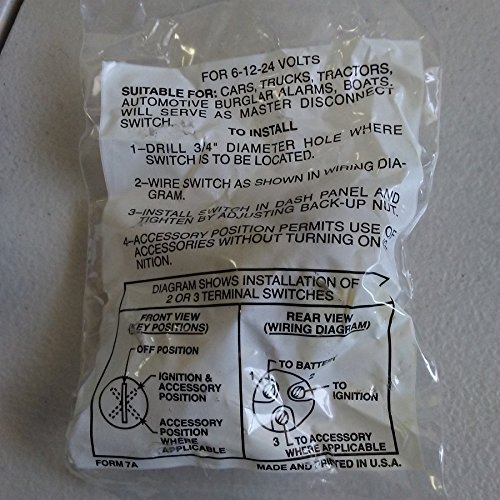 FOR 6-12-24 VOLTS
SUITABLE FOR: CARS, TRUCKS, TRACTORS,
AUTOMOTIVE BURGLAR ALARMS, BOATS.
WILL SERVE AS MASTER DISCONNECT
SWITCH.
TO INSTALL
1–DRILL 3/4" DIAMETER HOLE WHERE
SWITCH IS TO BE LOCATED.
2–WIRE SWITCH AS SHOWN IN WIRING DIA-
GRAM.
3–INSTALL SWITCH IN DASH PANEL AND
TIGHTEN BY ADJUSTING BACK-UP NUT.
4–ACCESSORY POSITION PERMITS USE OF
ACCESSORIES WITHOUT TURNING ON
NITION.
DIAGRAM SHOWS INSTALLATION OF
2 OR 3 TERMINAL SWITCHES
FRONT VIEW
(KEY POSITIONS)
OFF POSITION
IGNITION &
ACCESSORY
POSITION
ACCESSORY
POSITION
WHERE
APPLICABLE
FORM 7A
REAR VIEW
(WIRING DIAGRAM)
TO BATTERY
1
2
TO
IGNITION
3
TO ACCESSORY
WHERE APPLICABLE
MADE AND PRINTED IN U.S.A.